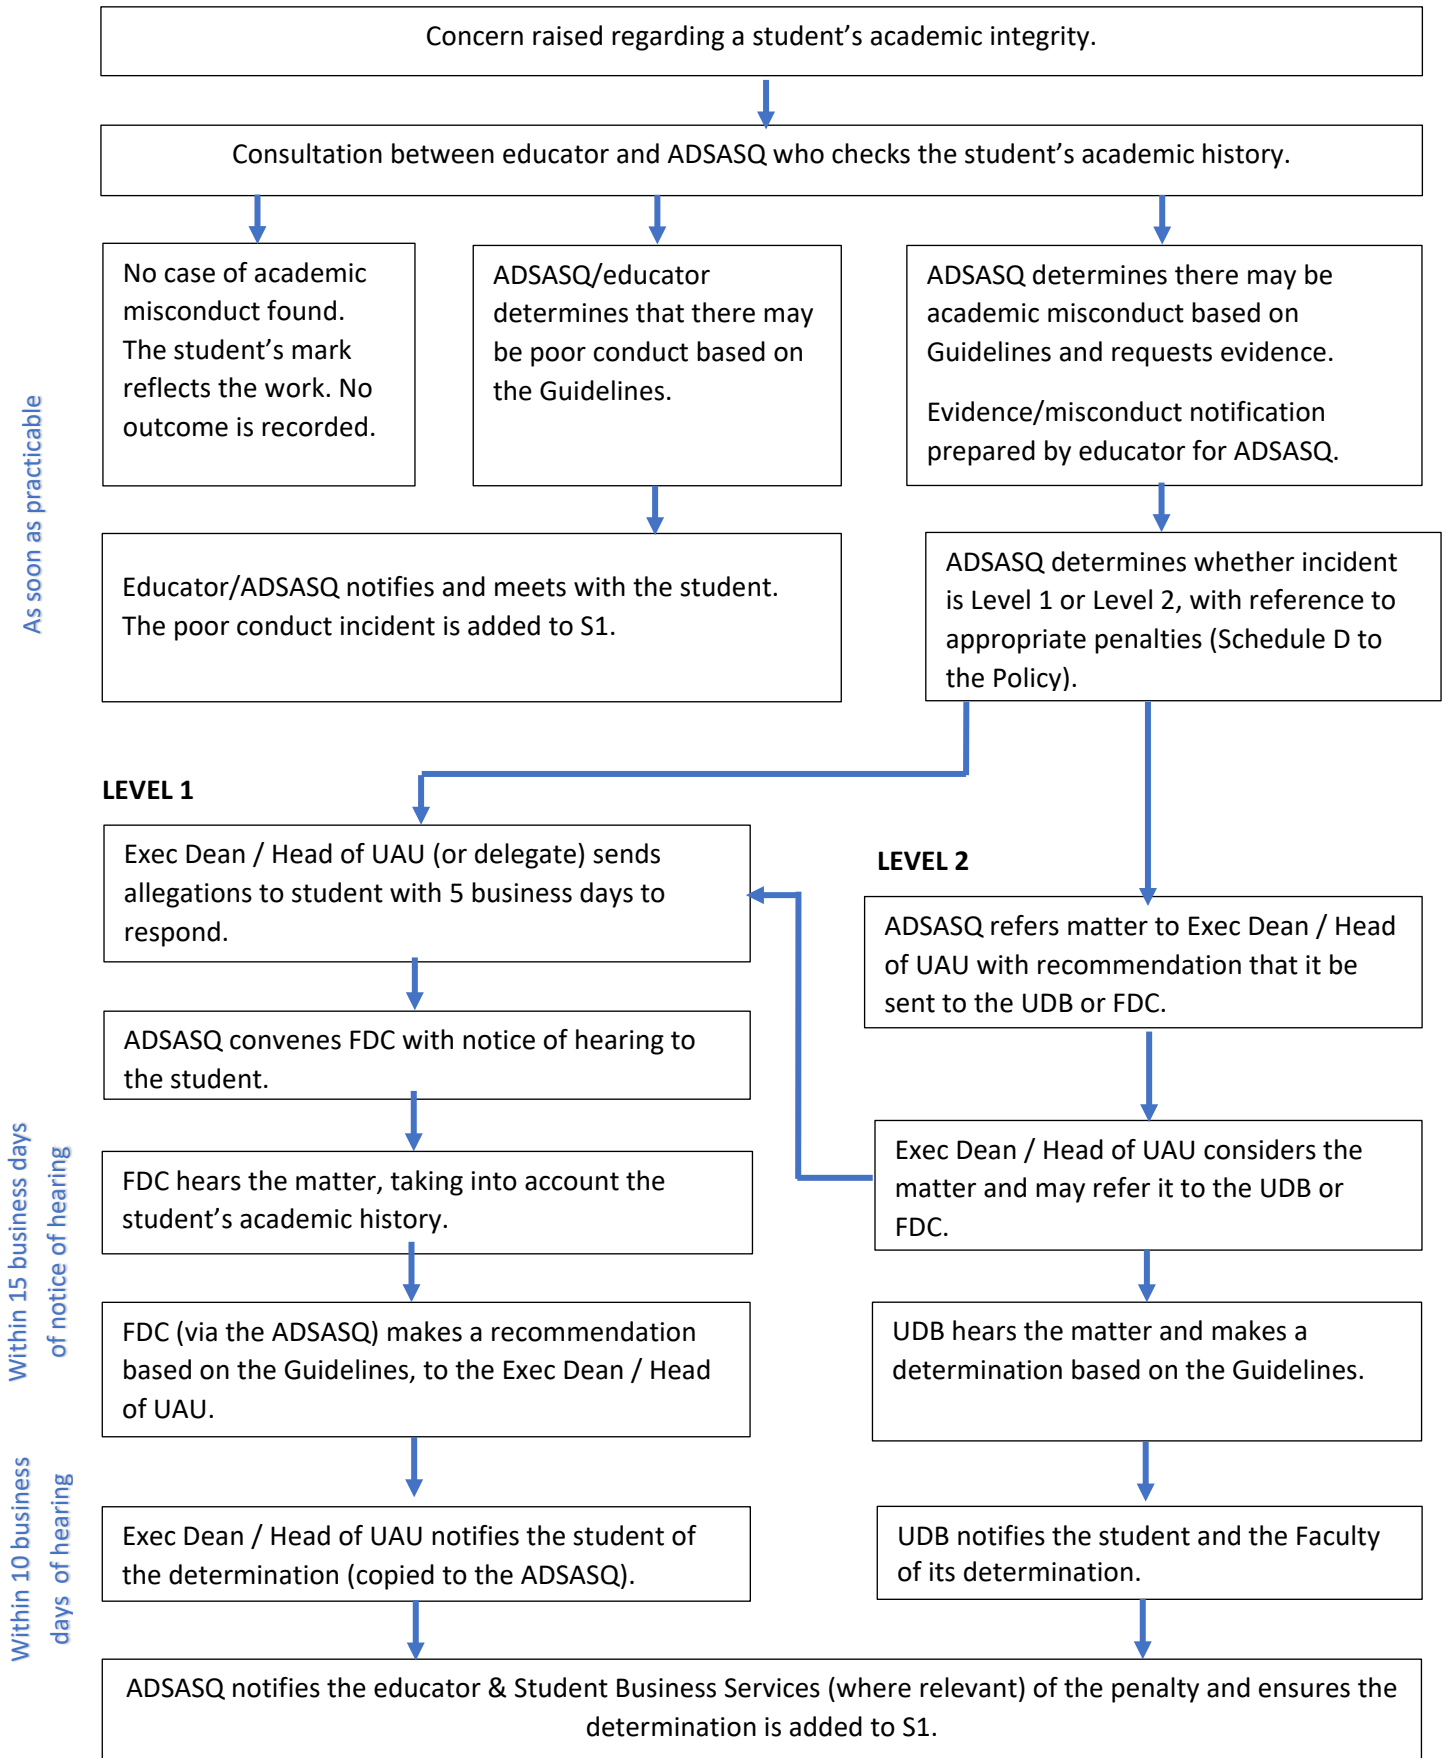 Concern raised regarding a student’s academic integrity.
Consultation between educator and ADSASQ who checks the student’s academic history.
No case of academic
misconduct found.
The student’s mark
reflects the work. No
outcome is recorded.
ADSASQ/educator
determines that there may
be poor conduct based on
the Guidelines.
ADSASQ determines there may be
academic misconduct based on
Guidelines and requests evidence.
Evidence/misconduct notification
prepared by educator for ADSASQ.
As soon as practicable
Educator/ADSASQ notifies and meets with the student.
The poor conduct incident is added to S1.
ADSASQ determines whether incident
is Level 1 or Level 2, with reference to
appropriate penalties (Schedule D to
the Policy).
LEVEL 1
Exec Dean / Head of UAU (or delegate) sends
allegations to student with 5 business days to
respond.
LEVEL 2
ADSASQ refers matter to Exec Dean / Head
of UAU with recommendation that it be
sent to the UDB or FDC.
ADSASQ convenes FDC with notice of hearing to
the student.
Within 15 business days
of notice of hearing
FDC hears the matter, taking into account the
student’s academic history.
Exec Dean / Head of UAU considers the
matter and may refer it to the UDB or
FDC.
FDC (via the ADSASQ) makes a recommendation
based on the Guidelines, to the Exec Dean / Head
of UAU.
UDB hears the matter and makes a
determination based on the Guidelines.
Within 10 business
days of hearing
Exec Dean / Head of UAU notifies the student of
the determination (copied to the ADSASQ).
UDB notifies the student and the Faculty
of its determination.
ADSASQ notifies the educator & Student Business Services (where relevant) of the penalty and ensures the
determination is added to S1.